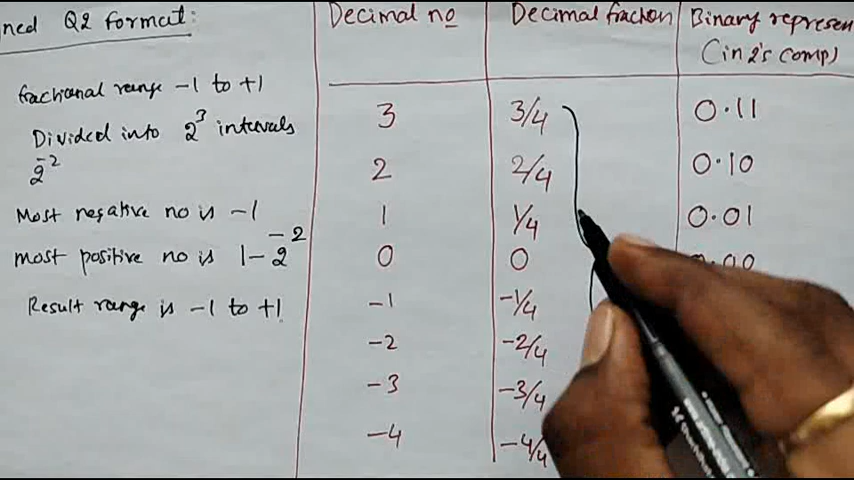 ned Q2 format:
fractional range -1 to +1
Divided into 2³ intervals
2⁻²
Most negative no is -1
most positive no is 1-2⁻²
Result range is -1 to +1
Decimal no
3
2
1
0
-1
-2
-3
-4
Decimal fraction
3/4
2/4
1/4
0
-1/4
-2/4
-3/4
-4/4
Binary represen
(in 2's comp)
0.11
0.10
0.01
0.00